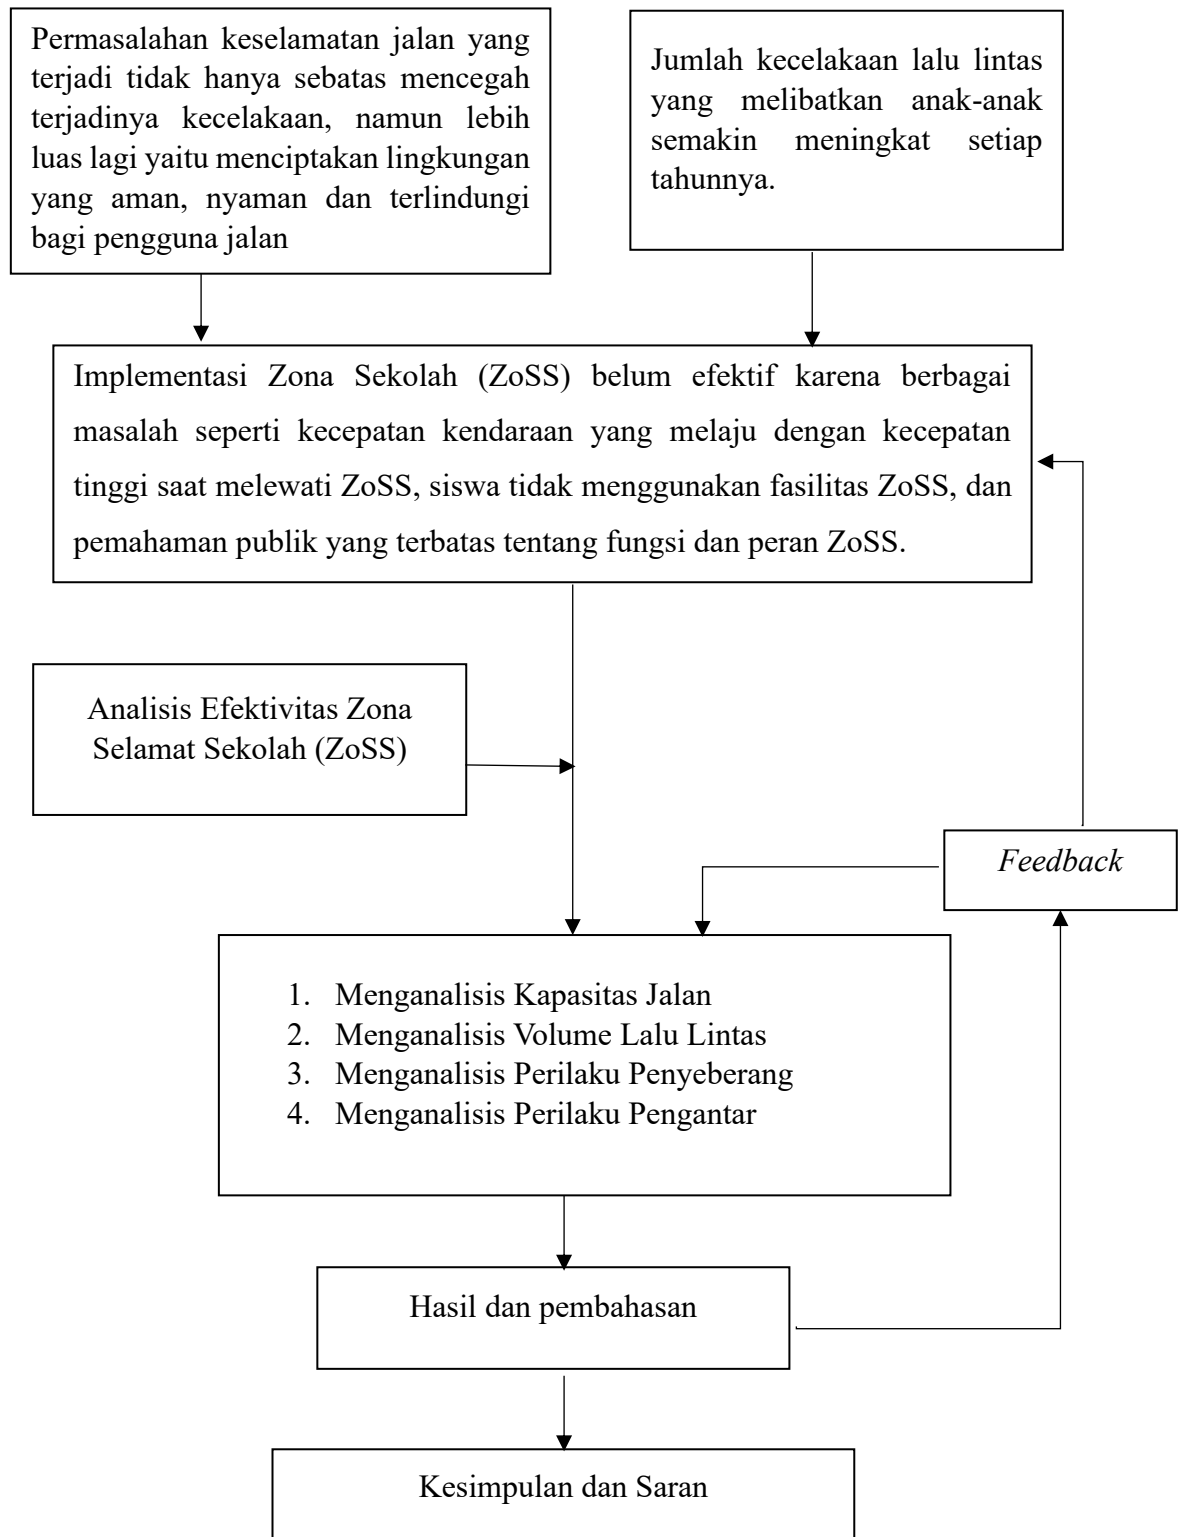 Permasalahan keselamatan jalan yang
terjadi tidak hanya sebatas mencegah
terjadinya kecelakaan, namun lebih
luas lagi yaitu menciptakan lingkungan
yang aman, nyaman dan terlindungi
bagi pengguna jalan
Jumlah kecelakaan lalu lintas
yang melibatkan anak-anak
semakin meningkat setiap
tahunnya.
Implementasi Zona Sekolah (ZoSS) belum efektif karena berbagai
masalah seperti kecepatan kendaraan yang melaju dengan kecepatan
tinggi saat melewati ZoSS, siswa tidak menggunakan fasilitas ZoSS, dan
pemahaman publik yang terbatas tentang fungsi dan peran ZoSS.
Analisis Efektivitas Zona
Selamat Sekolah (ZoSS)
Feedback
1. Menganalisis Kapasitas Jalan
2. Menganalisis Volume Lalu Lintas
3. Menganalisis Perilaku Penyeberang
4. Menganalisis Perilaku Pengantar
Hasil dan pembahasan
Kesimpulan dan Saran